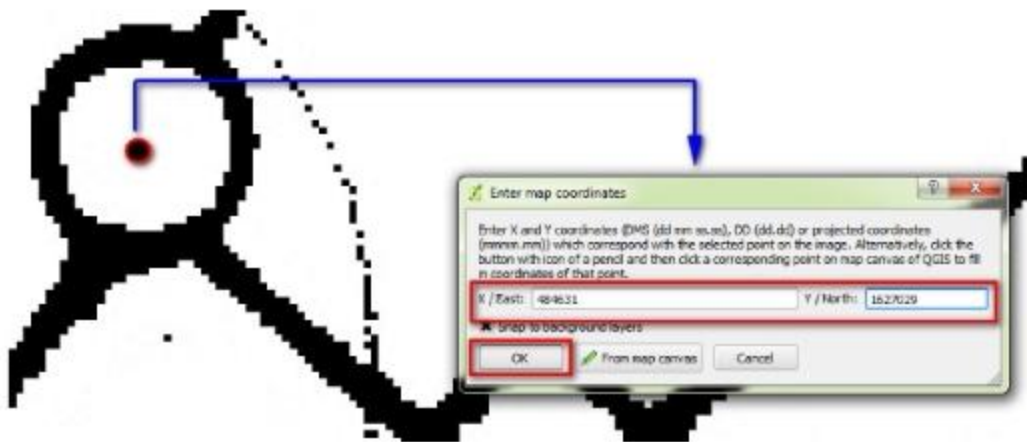 Enter map coordinates
Enter X and Y coordinates (DMS (dd mm ss.ss), DD (dd.dd) or projected coordinates
(mmmm.mm)) which correspond with the selected point on the image. Alternatively, click the
button with icon of a pencil and then click a corresponding point on map canvas of QGIS to fill
in coordinates of that point.
X / East: 484631 Y / North: 1627029
Snap to background layers
OK From map canvas Cancel